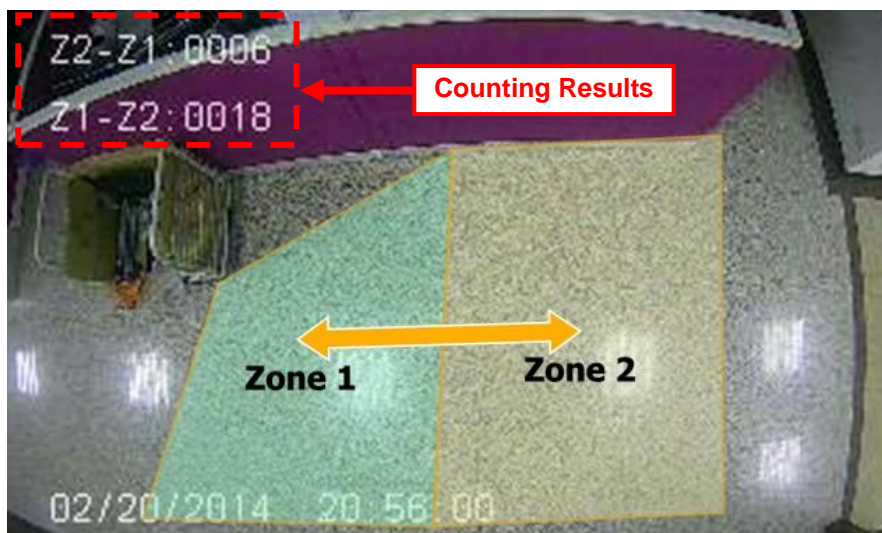 Z2-Z1:0006
Counting Results
Z1-Z2:0018
Zone 1
Zone 2
02/20/2014 20:56:00